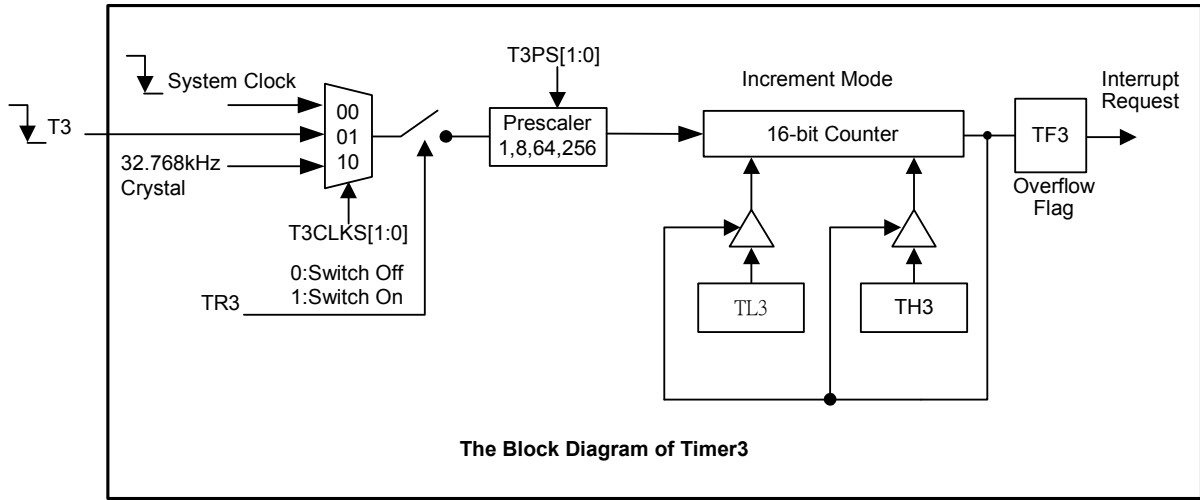 T3PS[1:0]
System Clock
Increment Mode
Interrupt
Request
T3
00
01
10
Prescaler
1,8,64,256
16-bit Counter
TF3
32.768kHz
Crystal
Overflow
Flag
T3CLKS[1:0]
0:Switch Off
1:Switch On
TR3
TL3
TH3
The Block Diagram of Timer3